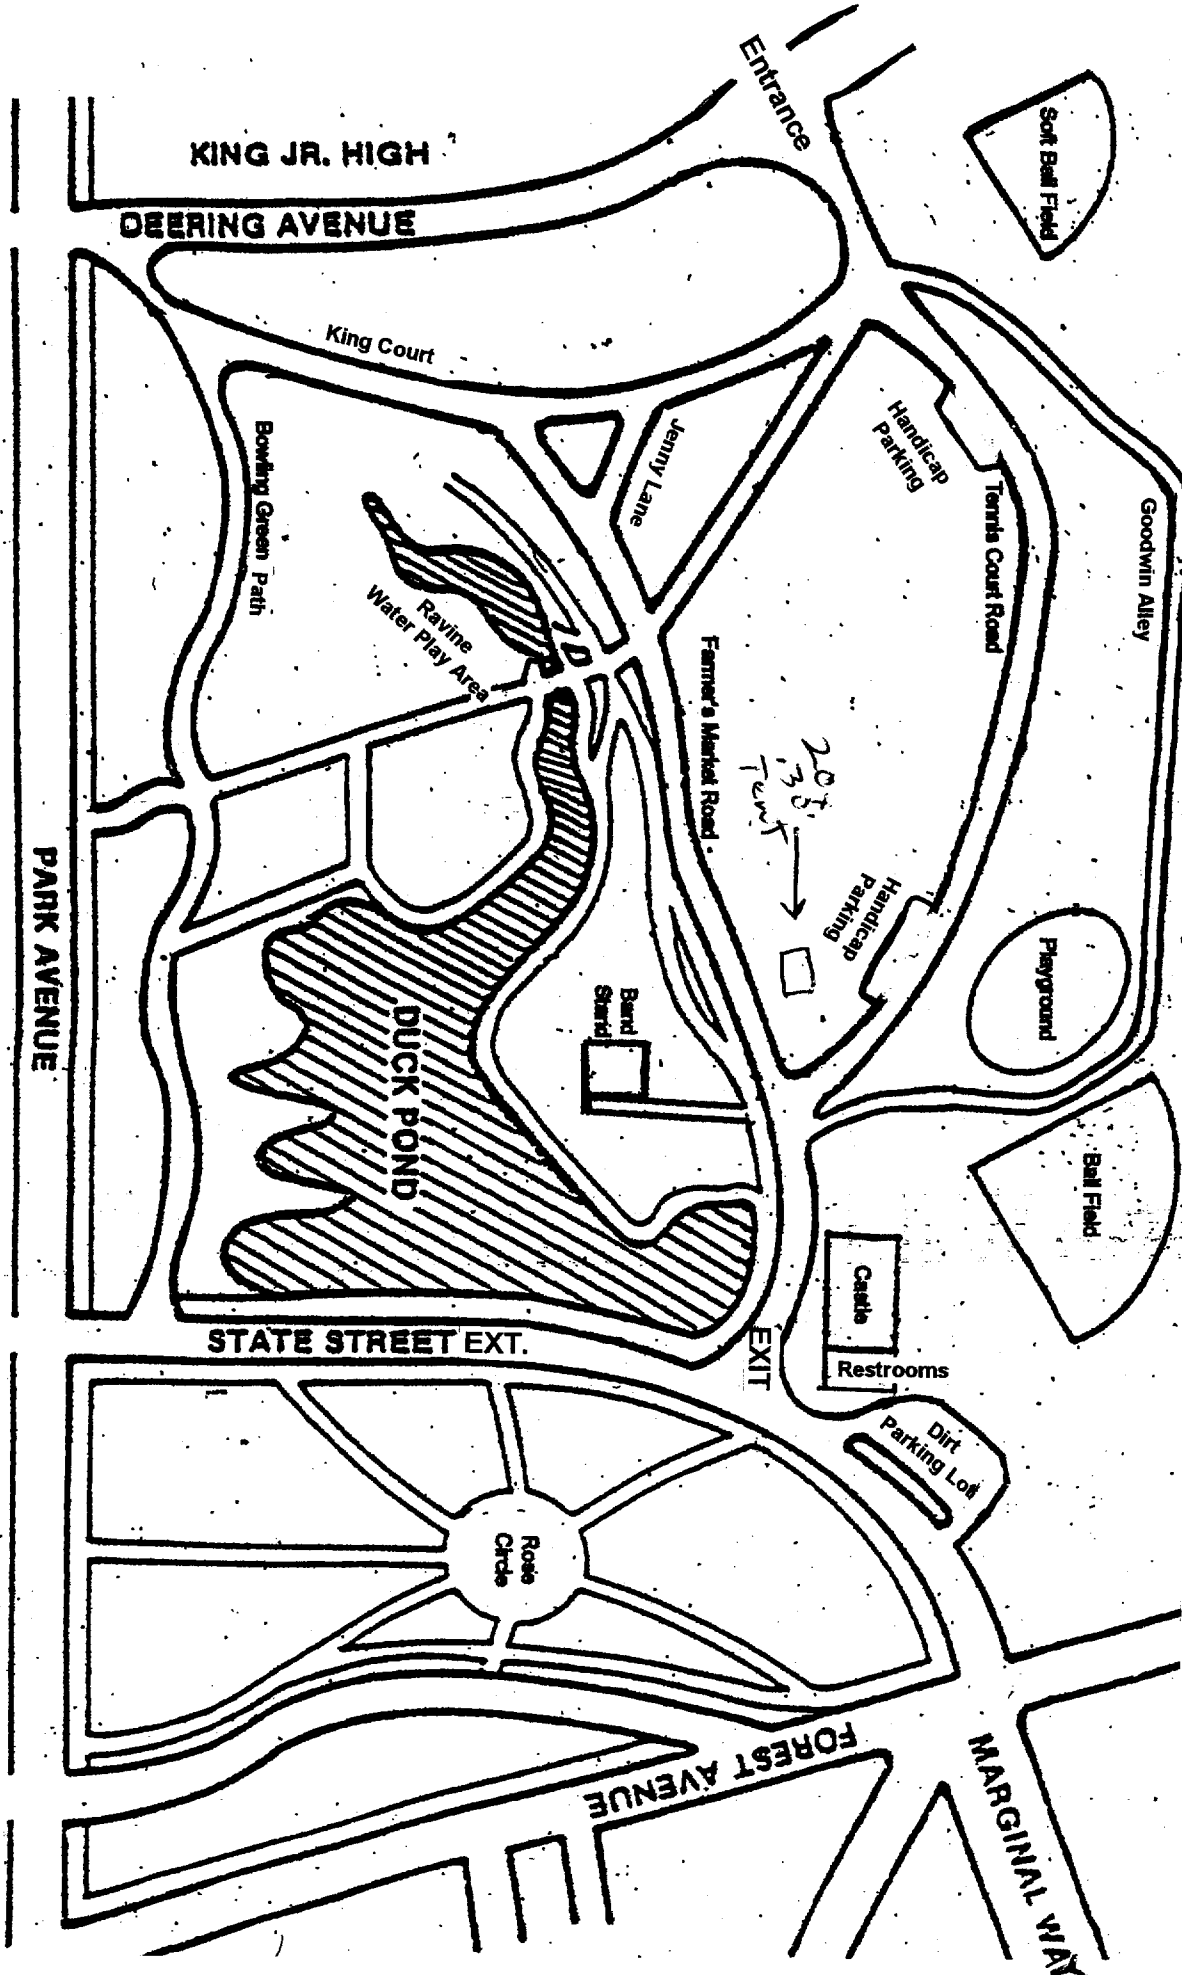 Entrance
Soft Ball Field
KING JR. HIGH
DEERING AVENUE
King Court
Jenny Lane
Handicap
Parking
Tennis Court Road
Goodwin Alley
Bowling Green Path
Ravine
Water Play Area
Farmer's Market Road
20x
30
Tent
Handicap
Parking
Playground
PARK AVENUE
Band
Shand
DUCK POND
Ball Field
Castle
Restrooms
STATE STREET EXT.
EXIT
Dirt
Parking Lot
Rose
Circle
FOREST AVENUE
MARGINAL WAY